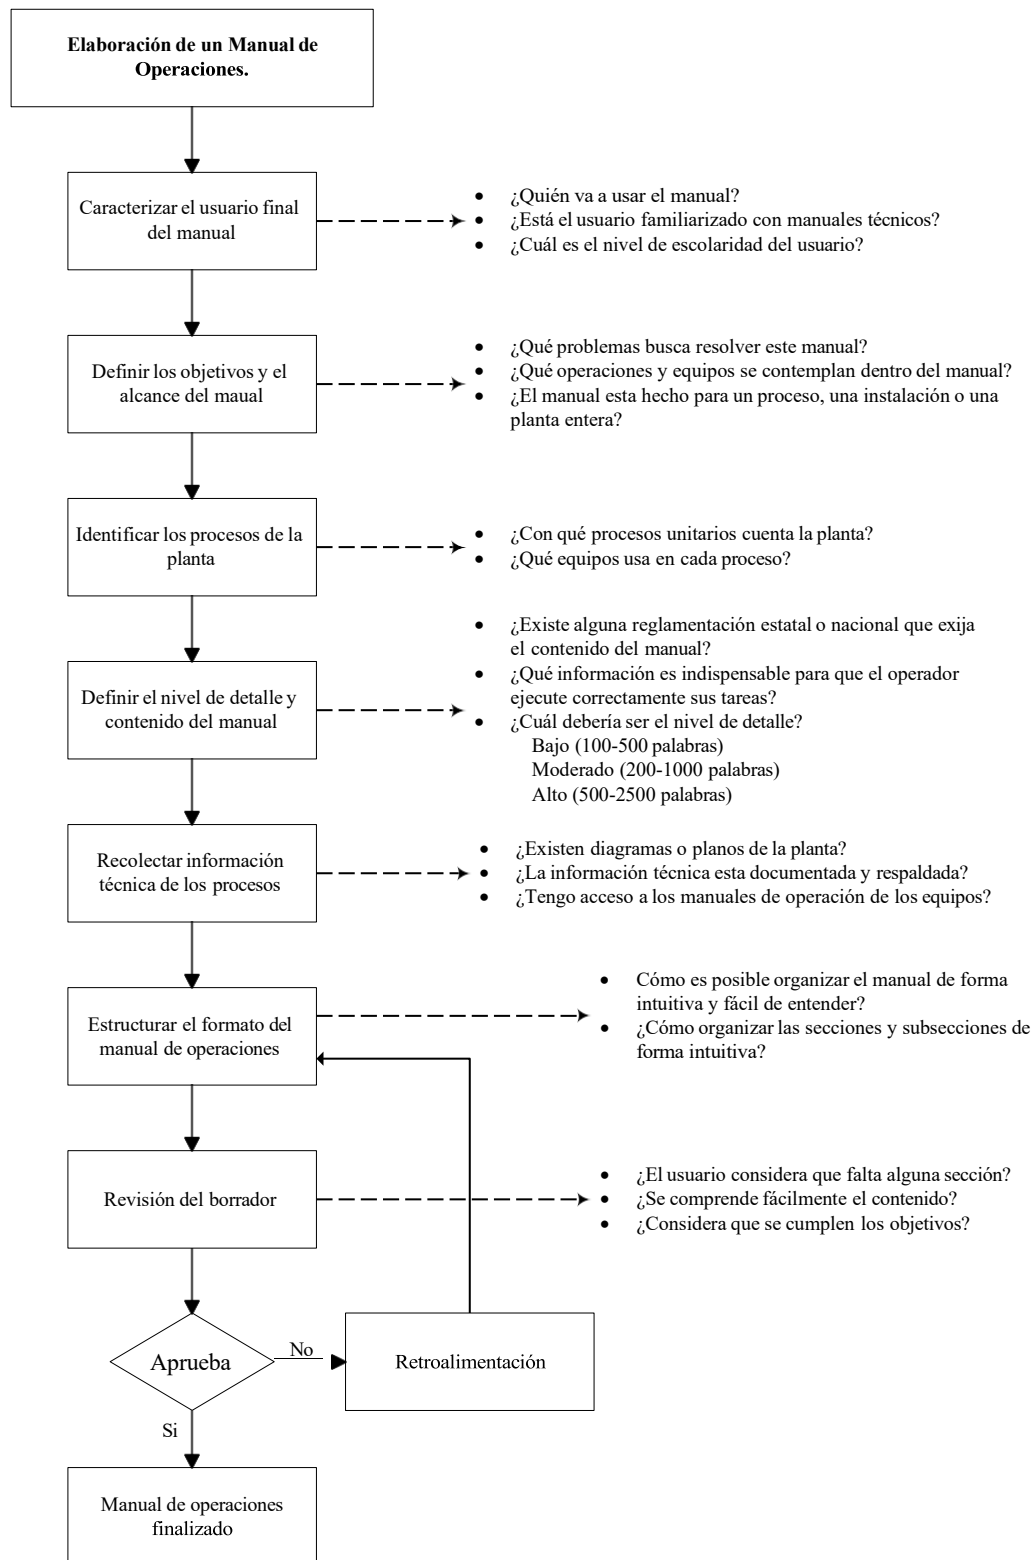 Elaboración de un Manual de
Operaciones.
Caracterizar el usuario final
del manual
• ¿Quién va a usar el manual?
• ¿Está el usuario familiarizado con manuales técnicos?
• ¿Cuál es el nivel de escolaridad del usuario?
Definir los objetivos y el
alcance del maual
• ¿Qué problemas busca resolver este manual?
• ¿Qué operaciones y equipos se contemplan dentro del manual?
• ¿El manual esta hecho para un proceso, una instalación o una
planta entera?
Identificar los procesos de la
planta
• ¿Con qué procesos unitarios cuenta la planta?
• ¿Qué equipos usa en cada proceso?
Definir el nivel de detalle y
contenido del manual
• ¿Existe alguna reglamentación estatal o nacional que exija
el contenido del manual?
• ¿Qué información es indispensable para que el operador
ejecute correctamente sus tareas?
• ¿Cuál debería ser el nivel de detalle?
Bajo (100-500 palabras)
Moderado (200-1000 palabras)
Alto (500-2500 palabras)
Recolectar información
técnica de los procesos
• ¿Existen diagramas o planos de la planta?
• ¿La información técnica esta documentada y respaldada?
• ¿Tengo acceso a los manuales de operación de los equipos?
Estructurar el formato del
manual de operaciones
• Cómo es posible organizar el manual de forma
intuitiva y fácil de entender?
• ¿Cómo organizar las secciones y subsecciones de
forma intuitiva?
Revisión del borrador
• ¿El usuario considera que falta alguna sección?
• ¿Se comprende fácilmente el contenido?
• ¿Considera que se cumplen los objetivos?
Aprueba
No
Retroalimentación
Si
Manual de operaciones
finalizado